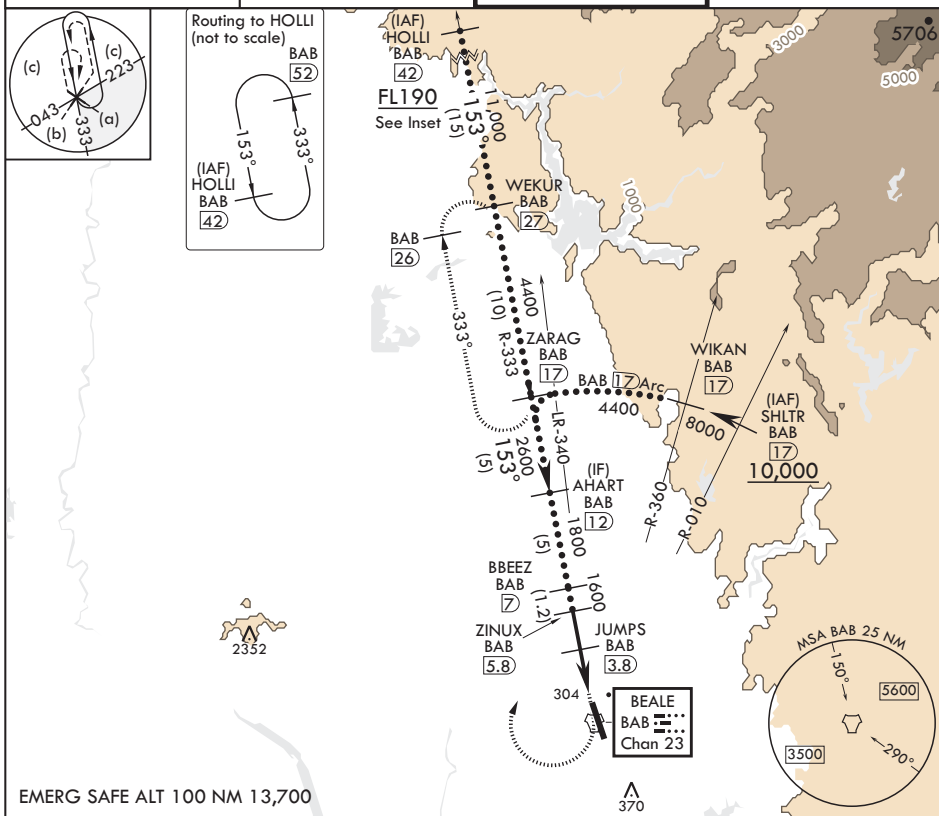 Routing to HOLLI
(not to scale)
BAB
52
153°
333°
(IAF)
HOLLI
BAB
42
(c)
(c)
223
043
(b)
333
(a)
(IAF)
HOLLI
BAB
42
FL190
See Inset
11,000
153°
(15)
WEKUR
BAB
27
BAB
26
333°
4400
(10)
R-333
ZARAG
BAB
17
BAB 17 Arc
4400
LR-340
2600
153°
(5)
(IF)
AHART
BAB
12
1800
(5)
BBEEZ
BAB
7
1600
(1.2)
ZINUX
BAB
5.8
JUMPS
BAB
3.8
304
BEALE
BAB
Chan 23
WIKAN
BAB
17
(IAF)
SHLTR
BAB
17
10,000
8000
R-360
R-010
1000
3000
5000
5706
2352
370
MSA BAB 25 NM
150°
5600
3500
290°
EMERG SAFE ALT 100 NM 13,700